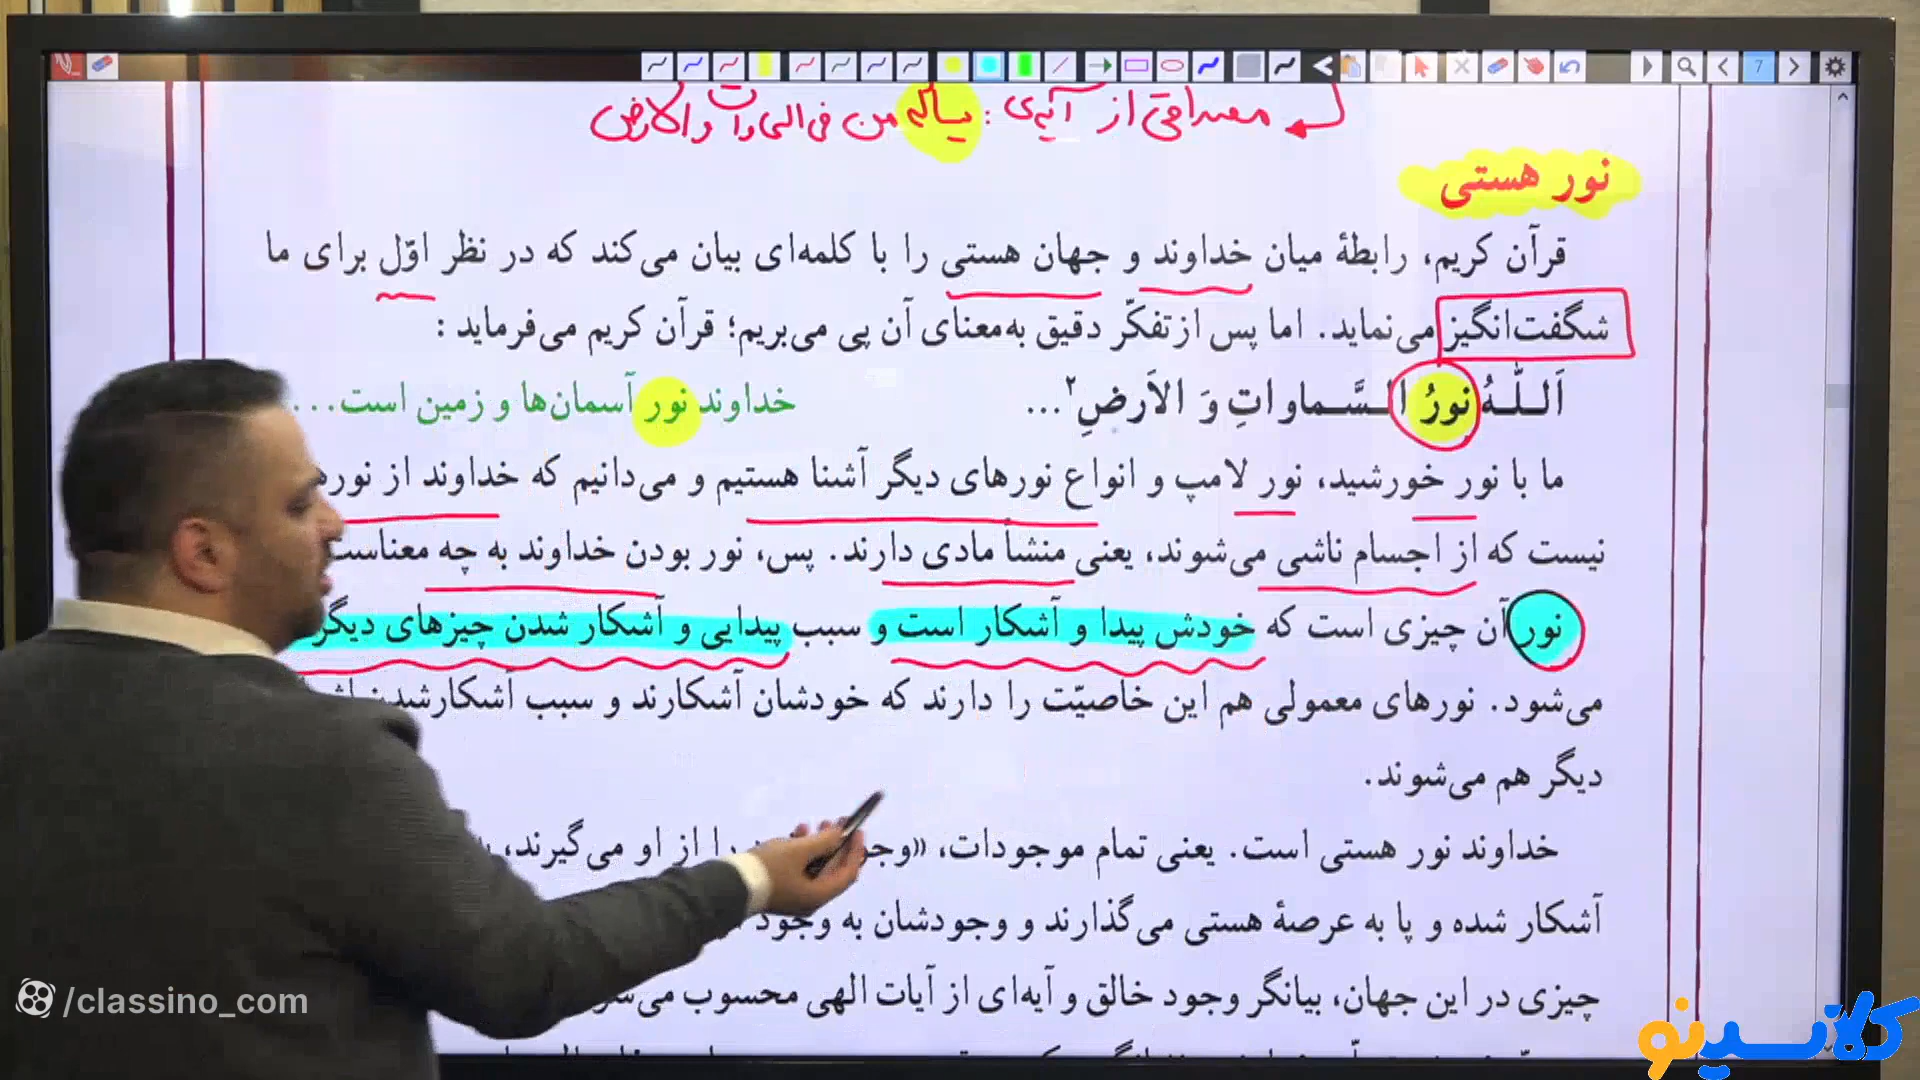 مصداقی از آیه‌ی : یسأله من فی السماوات والارض
نور هستی
قرآن کریم، رابطهٔ میان خداوند و جهان هستی را با کلمه‌ای بیان می‌کند که در نظر اوّل برای ما
شگفت‌انگیز می‌نماید. اما پس از تفکّر دقیق به‌معنای آن پی می‌بریم؛ قرآن کریم می‌فرماید :
اَللّٰهُ نورُ السَّماواتِ وَ الاَرضِ۲ ...
خداوند نور آسمان‌ها و زمین است...
ما با نور خورشید، نور لامپ و انواع نورهای دیگر آشنا هستیم و می‌دانیم که خداوند از
نیست که از اجسام ناشی می‌شوند، یعنی منشأ مادی دارند. پس، نور بودن خداوند به چه معناست
نور آن چیزی است که خودش پیدا و آشکار است و سبب پیدایی و آشکار شدن چیزهای دیگر
می‌شود. نورهای معمولی هم این خاصیّت را دارند که خودشان آشکارند و سبب آشکارشدن
دیگر هم می‌شوند.
خداوند نور هستی است. یعنی تمام موجودات، «وجو را از او می‌گیرند،
آشکار شده و پا به عرصهٔ هستی می‌گذارند و وجودشان به وجود
چیزی در این جهان، بیانگر وجود خالق و آیه‌ای از آیات الهی محسوب
7
/classino_com
کلاسینو